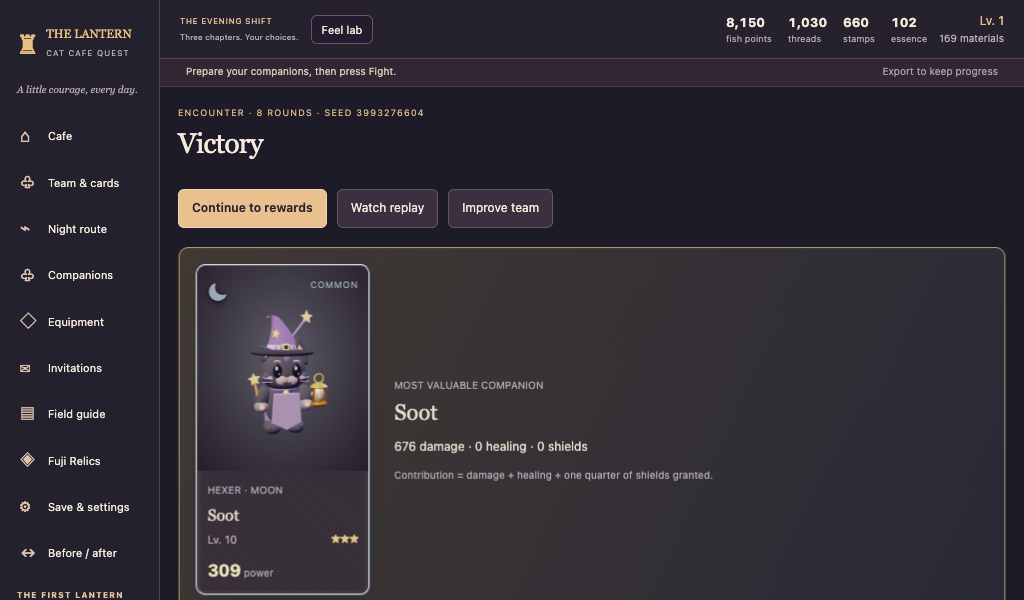 THE LANTERN
CAT CAFE QUEST
A little courage, every day.
Cafe
Team & cards
Night route
Companions
Equipment
Invitations
Field guide
Fuji Relics
Save & settings
Before / after
THE FIRST LANTERN
THE EVENING SHIFT
Three chapters. Your choices.
Feel lab
8,150
fish points
1,030
threads
660
stamps
102
essence
Lv. 1
169 materials
Prepare your companions, then press Fight.
Export to keep progress
ENCOUNTER · 8 ROUNDS · SEED 3993276604
Victory
Continue to rewards
Watch replay
Improve team
COMMON
HEXER · MOON
Soot
Lv. 10
309 power
MOST VALUABLE COMPANION
Soot
676 damage · 0 healing · 0 shields
Contribution = damage + healing + one quarter of shields granted.